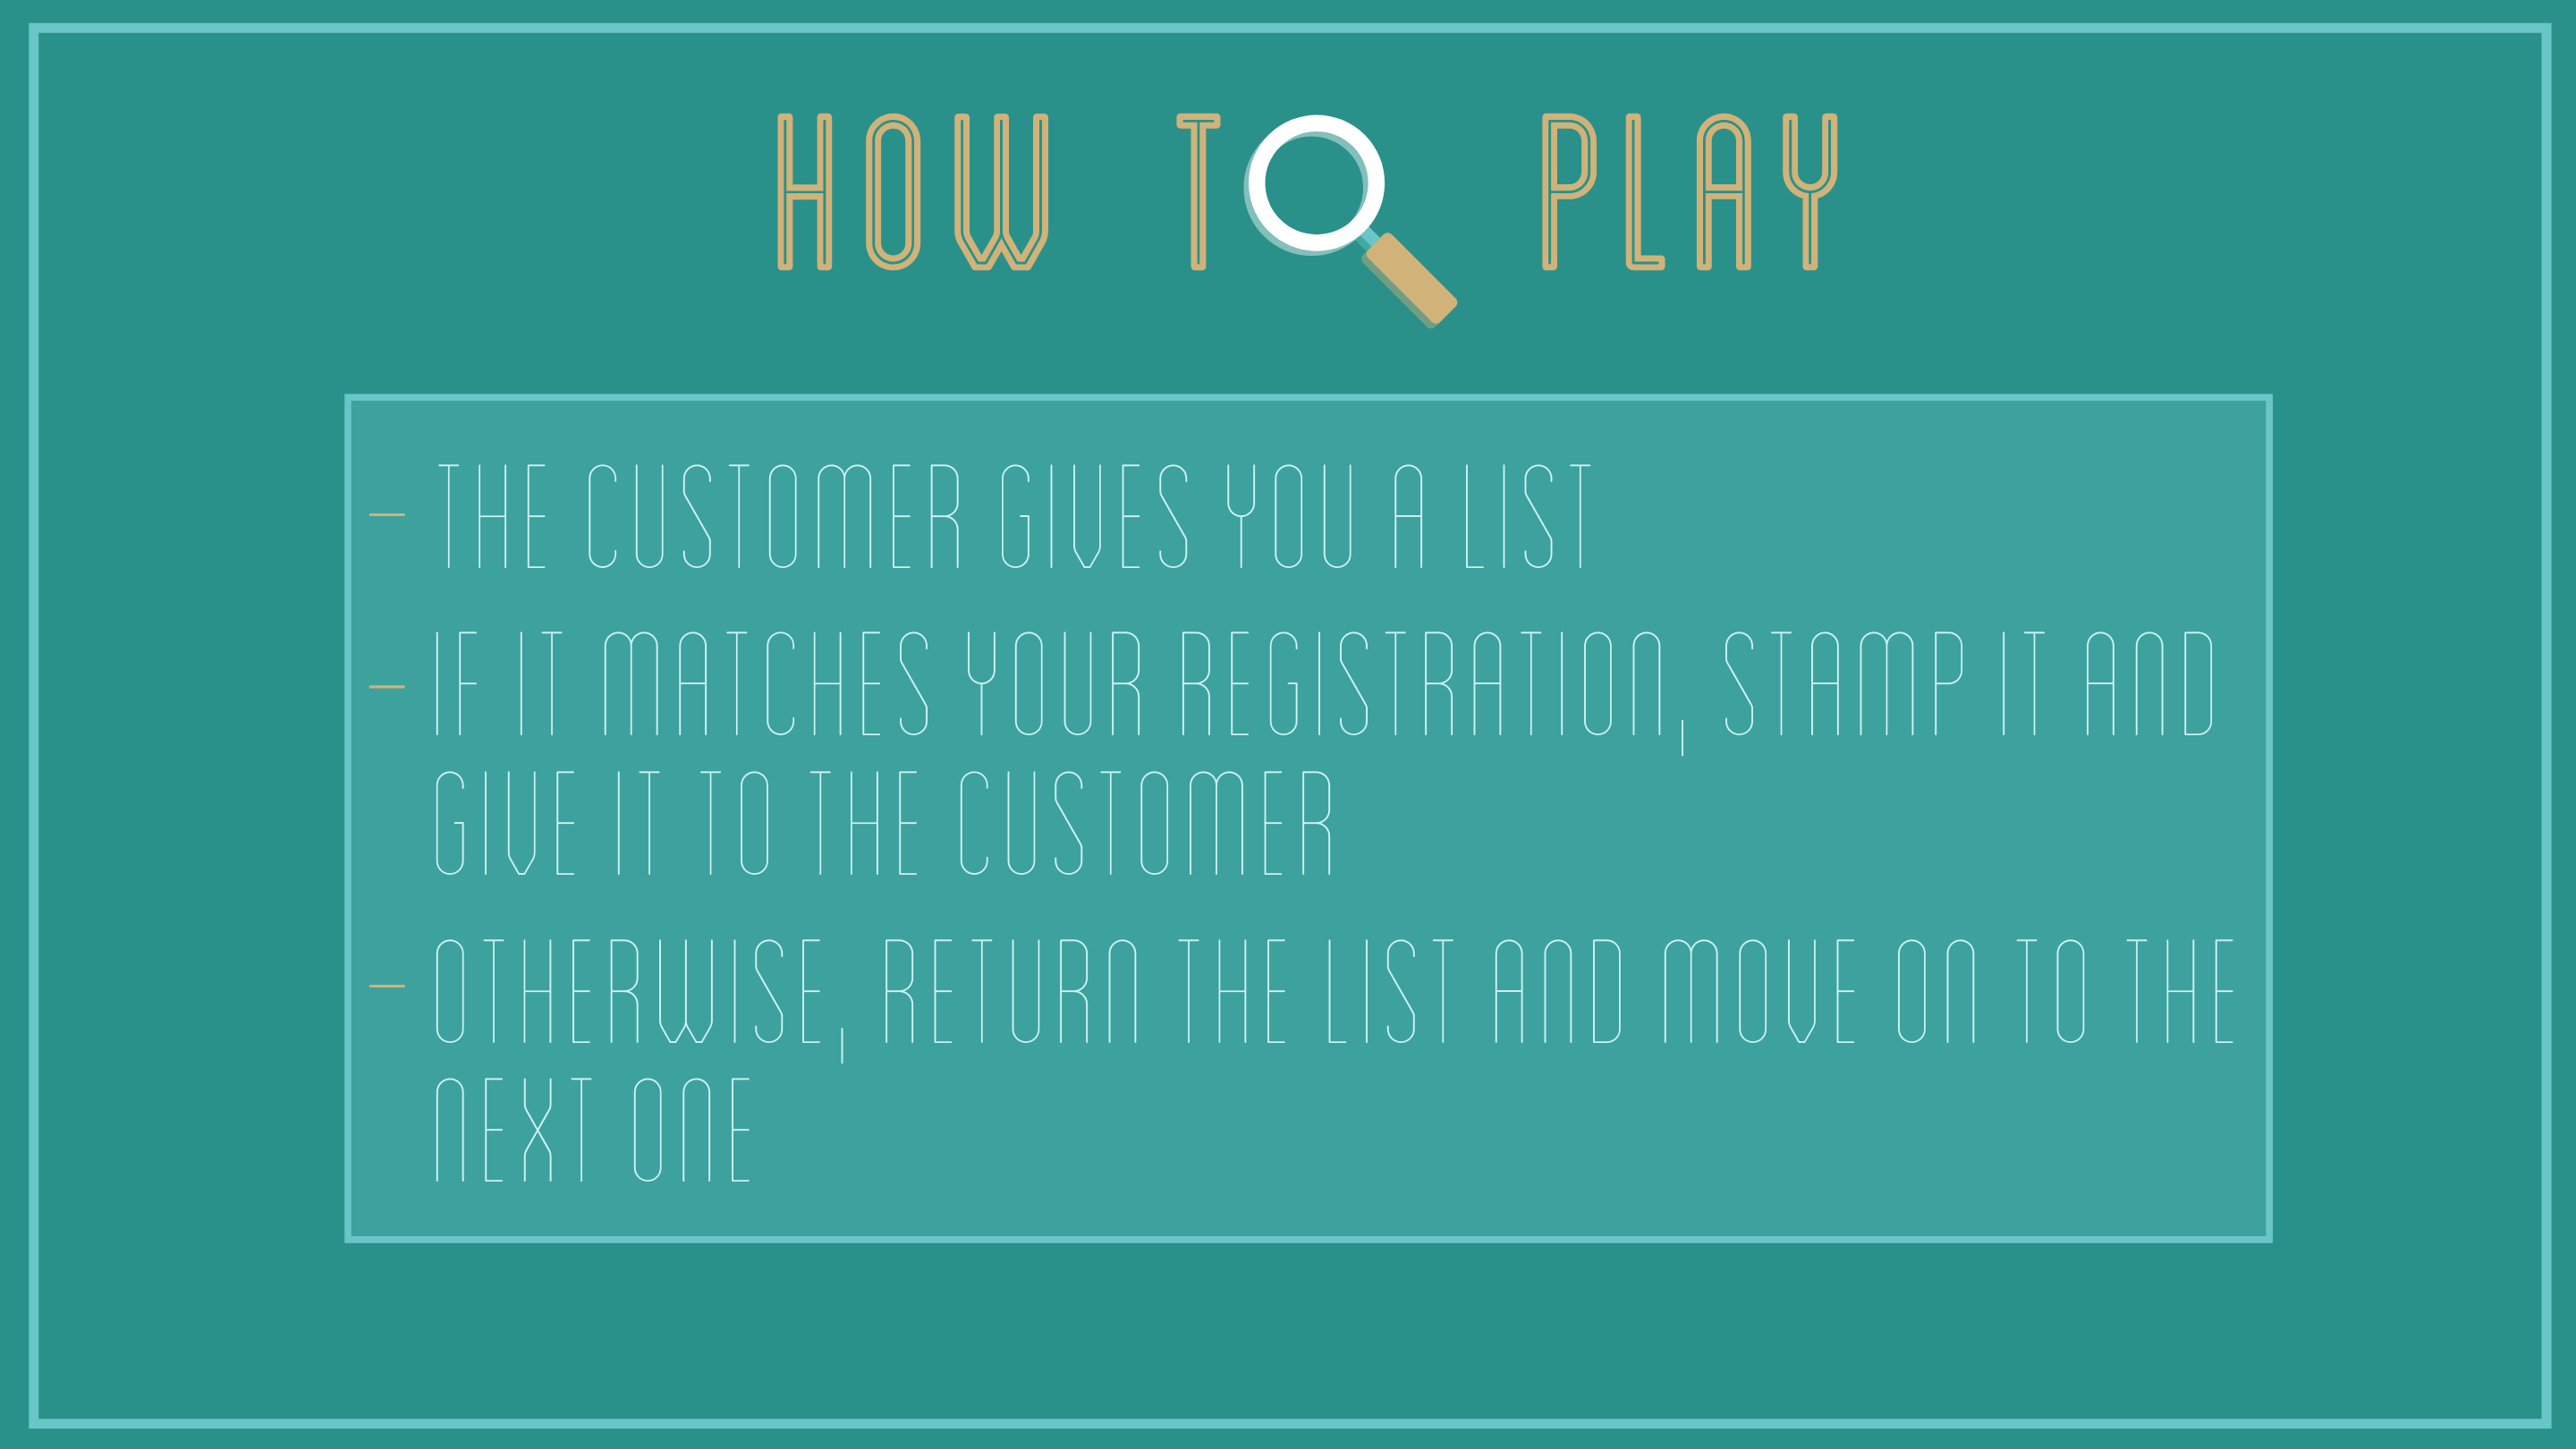 HOW TO PLAY
– THE CUSTOMER GIVES YOU A LIST
– IF IT MATCHES YOUR REGISTRATION, STAMP IT AND
GIVE IT TO THE CUSTOMER
– OTHERWISE, RETURN THE LIST AND MOVE ON TO THE
NEXT ONE